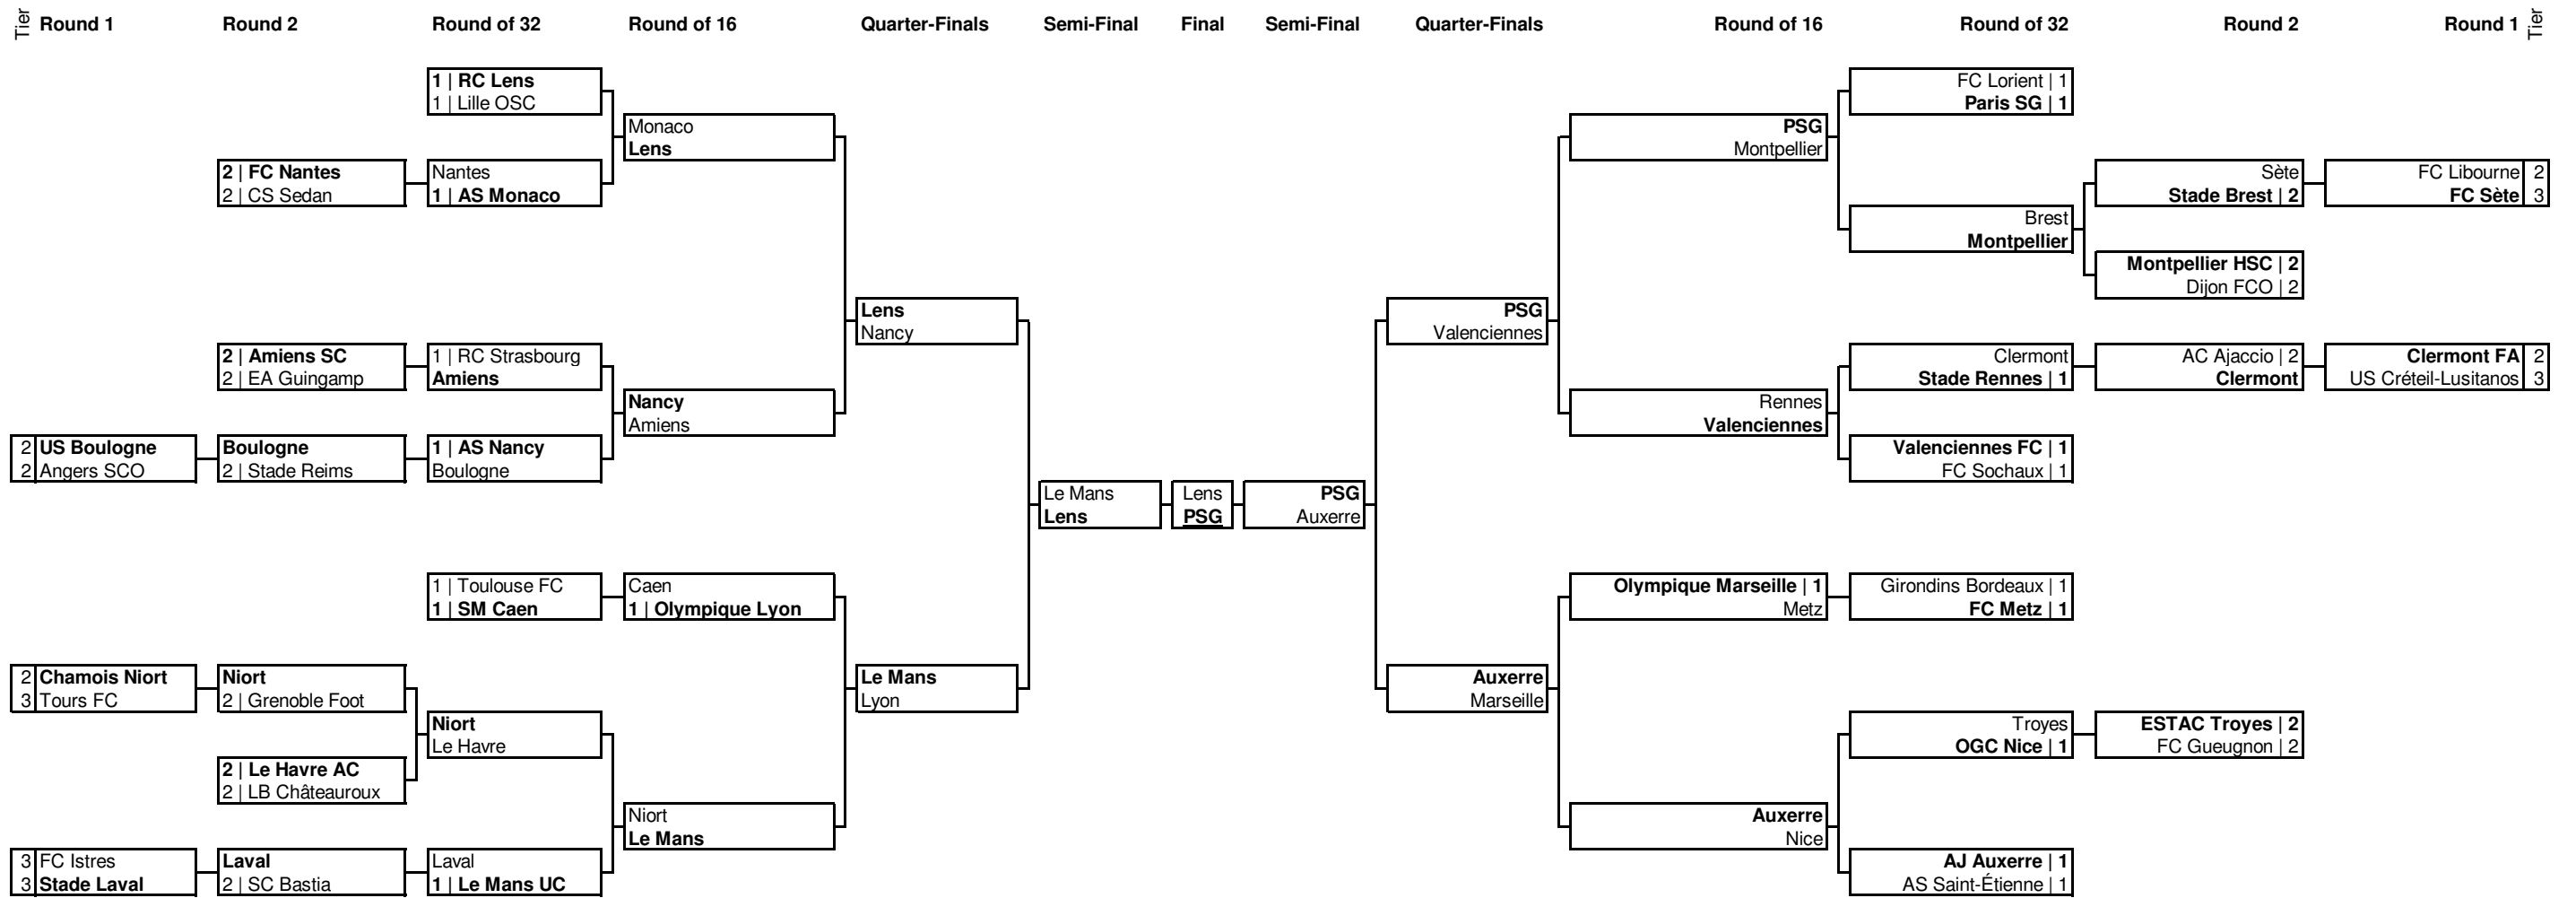 Tier Round 1 Round 2 Round of 32 Round of 16 Quarter-Finals Semi-Final Final Semi-Final Quarter-Finals Round of 16 Round of 32 Round 2 Round 1 Tier
1 | RC Lens FC Lorient | 1
1 | Lille OSC Paris SG | 1
Monaco PSG
Lens Montpellier
2 | FC Nantes Nantes Sète FC Libourne 2
2 | CS Sedan 1 | AS Monaco Stade Brest | 2 FC Sète 3
Brest
Montpellier
Montpellier HSC | 2
Dijon FCO | 2
Lens PSG
Nancy Valenciennes
2 | Amiens SC 1 | RC Strasbourg Clermont AC Ajaccio | 2 Clermont FA 2
2 | EA Guingamp Amiens Stade Rennes | 1 Clermont US Créteil-Lusitanos 3
Nancy Rennes
Amiens Valenciennes
2 US Boulogne Boulogne 1 | AS Nancy Valenciennes FC | 1
2 Angers SCO 2 | Stade Reims Boulogne FC Sochaux | 1
Le Mans Lens PSG
Lens PSG Auxerre
1 | Toulouse FC Caen Olympique Marseille | 1 Girondins Bordeaux | 1
1 | SM Caen 1 | Olympique Lyon Metz FC Metz | 1
2 Chamois Niort Niort Le Mans Auxerre
3 Tours FC 2 | Grenoble Foot Lyon Marseille
Niort Troyes ESTAC Troyes | 2
Le Havre OGC Nice | 1 FC Gueugnon | 2
2 | Le Havre AC
2 | LB Châteauroux
Niort Auxerre
Le Mans Nice
3 FC Istres Laval Laval AJ Auxerre | 1
3 Stade Laval 2 | SC Bastia 1 | Le Mans UC AS Saint-Étienne | 1